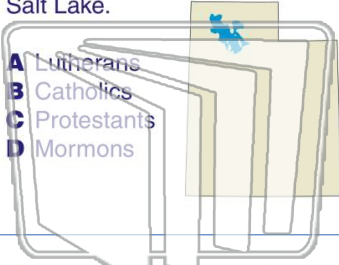 Salt Lake.
A Lutherans
B Catholics
C Protestants
D Mormons